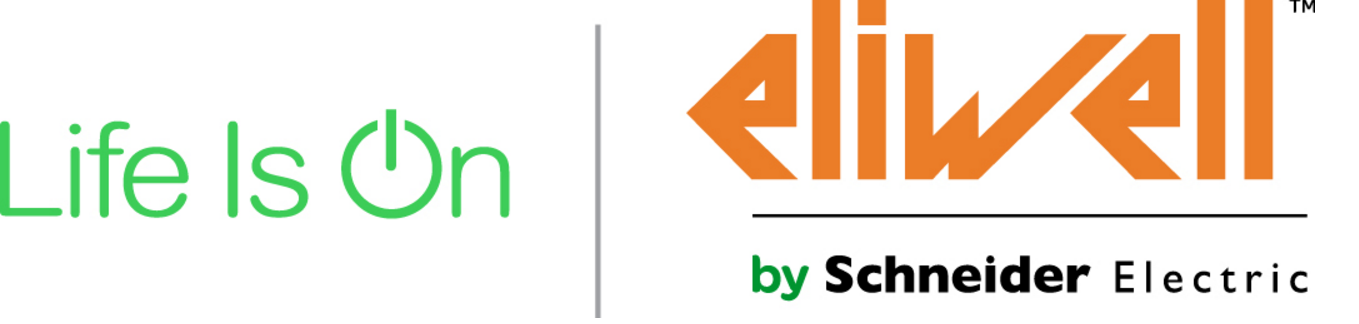 Life Is On
eliwell™
by Schneider Electric